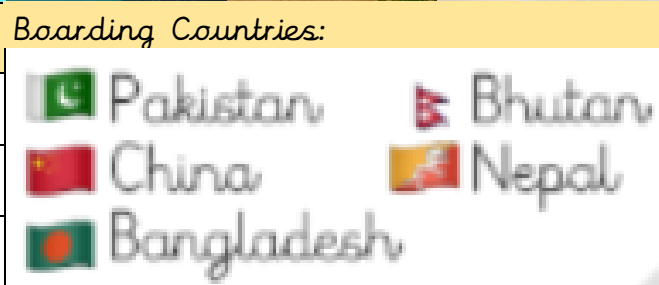 Boarding Countries:
Pakistan Bhutan
China Nepal
Bangladesh